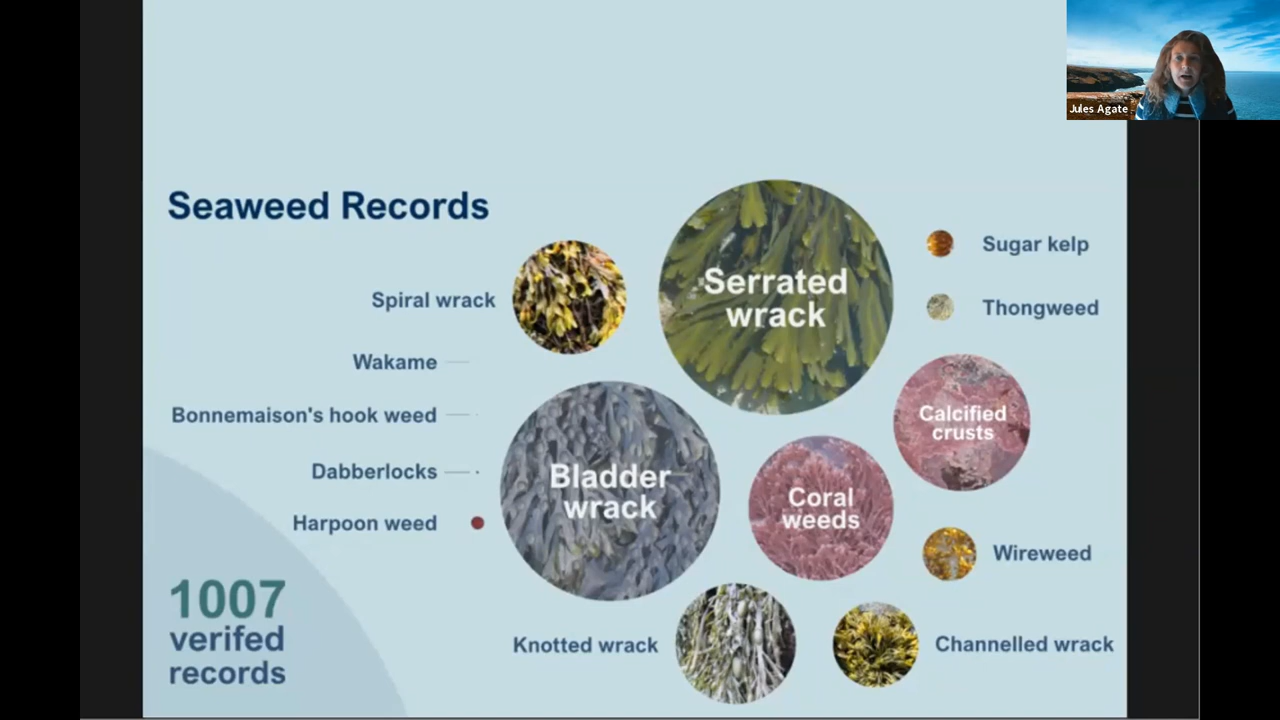 Jules Agate
Seaweed Records
Serrated
wrack
Sugar kelp
Spiral wrack
Thongweed
Wakame
Calcified
crusts
Bonnemaison's hook weed
Dabberlocks
Bladder
wrack
Coral
weeds
Harpoon weed
Wireweed
1007
verifed
records
Knotted wrack
Channelled wrack